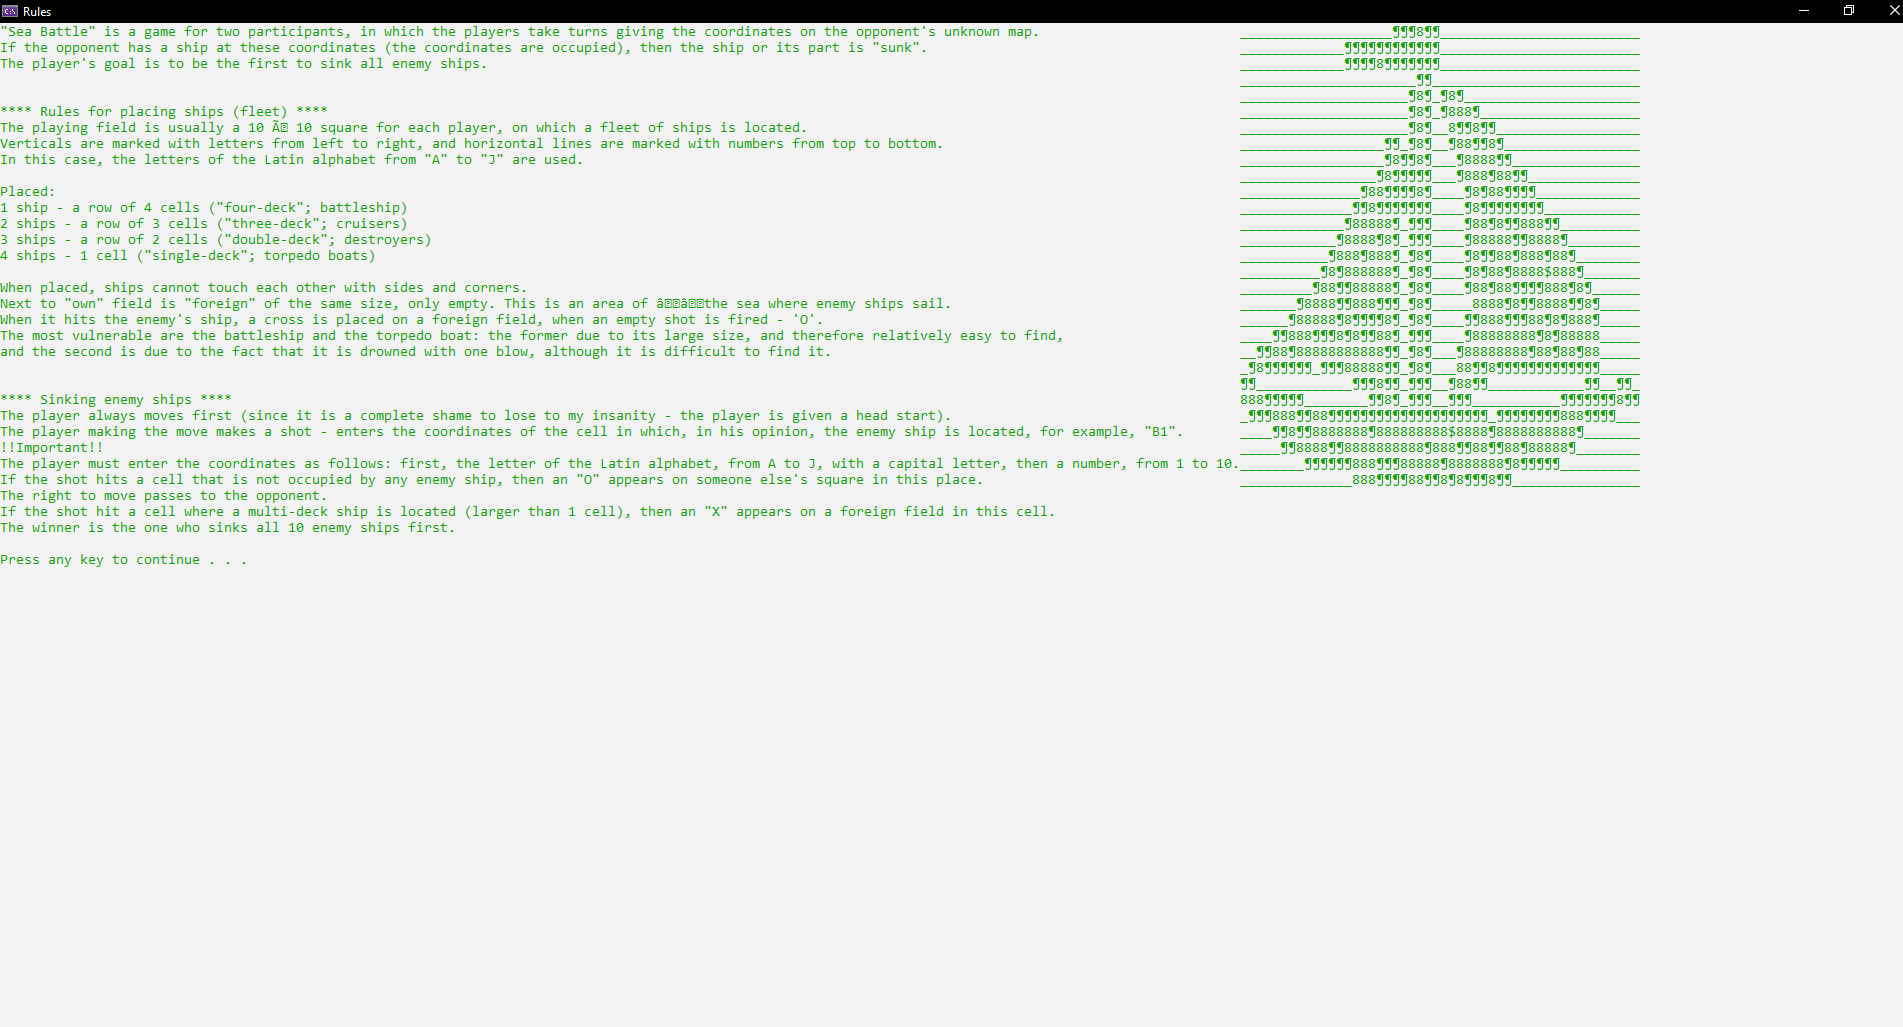 Rules
"Sea Battle" is a game for two participants, in which the players take turns giving the coordinates on the opponent's unknown map.
If the opponent has a ship at these coordinates (the coordinates are occupied), then the ship or its part is "sunk".
The player's goal is to be the first to sink all enemy ships.
**** Rules for placing ships (fleet) ****
The playing field is usually a 10 Ã 10 square for each player, on which a fleet of ships is located.
Verticals are marked with letters from left to right, and horizontal lines are marked with numbers from top to bottom.
In this case, the letters of the Latin alphabet from "A" to "J" are used.
Placed:
1 ship - a row of 4 cells ("four-deck"; battleship)
2 ships - a row of 3 cells ("three-deck"; cruisers)
3 ships - a row of 2 cells ("double-deck"; destroyers)
4 ships - 1 cell ("single-deck"; torpedo boats)
When placed, ships cannot touch each other with sides and corners.
Next to "own" field is "foreign" of the same size, only empty. This is an area of ââthe sea where enemy ships sail.
When it hits the enemy's ship, a cross is placed on a foreign field, when an empty shot is fired - 'O'.
The most vulnerable are the battleship and the torpedo boat: the former due to its large size, and therefore relatively easy to find,
and the second is due to the fact that it is drowned with one blow, although it is difficult to find it.
**** Sinking enemy ships ****
The player always moves first (since it is a complete shame to lose to my insanity - the player is given a head start).
The player making the move makes a shot - enters the coordinates of the cell in which, in his opinion, the enemy ship is located, for example, "B1".
!!Important!!
The player must enter the coordinates as follows: first, the letter of the Latin alphabet, from A to J, with a capital letter, then a number, from 1 to 10.
If the shot hits a cell that is not occupied by any enemy ship, then an "O" appears on someone else's square in this place.
The right to move passes to the opponent.
If the shot hit a cell where a multi-deck ship is located (larger than 1 cell), then an "X" appears on a foreign field in this cell.
The winner is the one who sinks all 10 enemy ships first.
Press any key to continue . . .